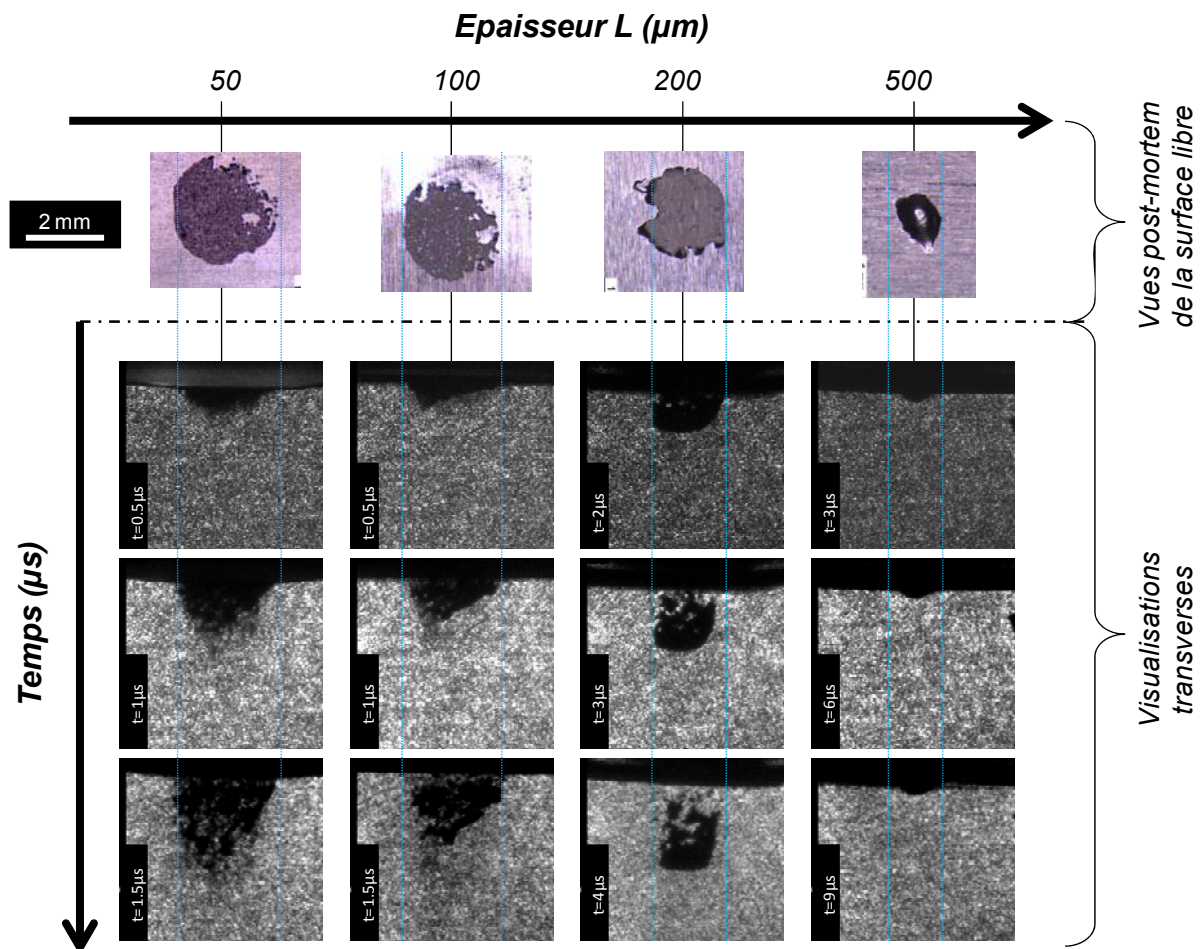 Epaisseur L (µm)
50
100
200
500
2 mm
Vues post-mortem
de la surface libre
Temps (µs)
t=0.5µs
t=0.5µs
t=2µs
t=3µs
t=1µs
t=1µs
t=3µs
t=6µs
t=1.5µs
t=1.5µs
t=4µs
t=9µs
Visualisations
transverses